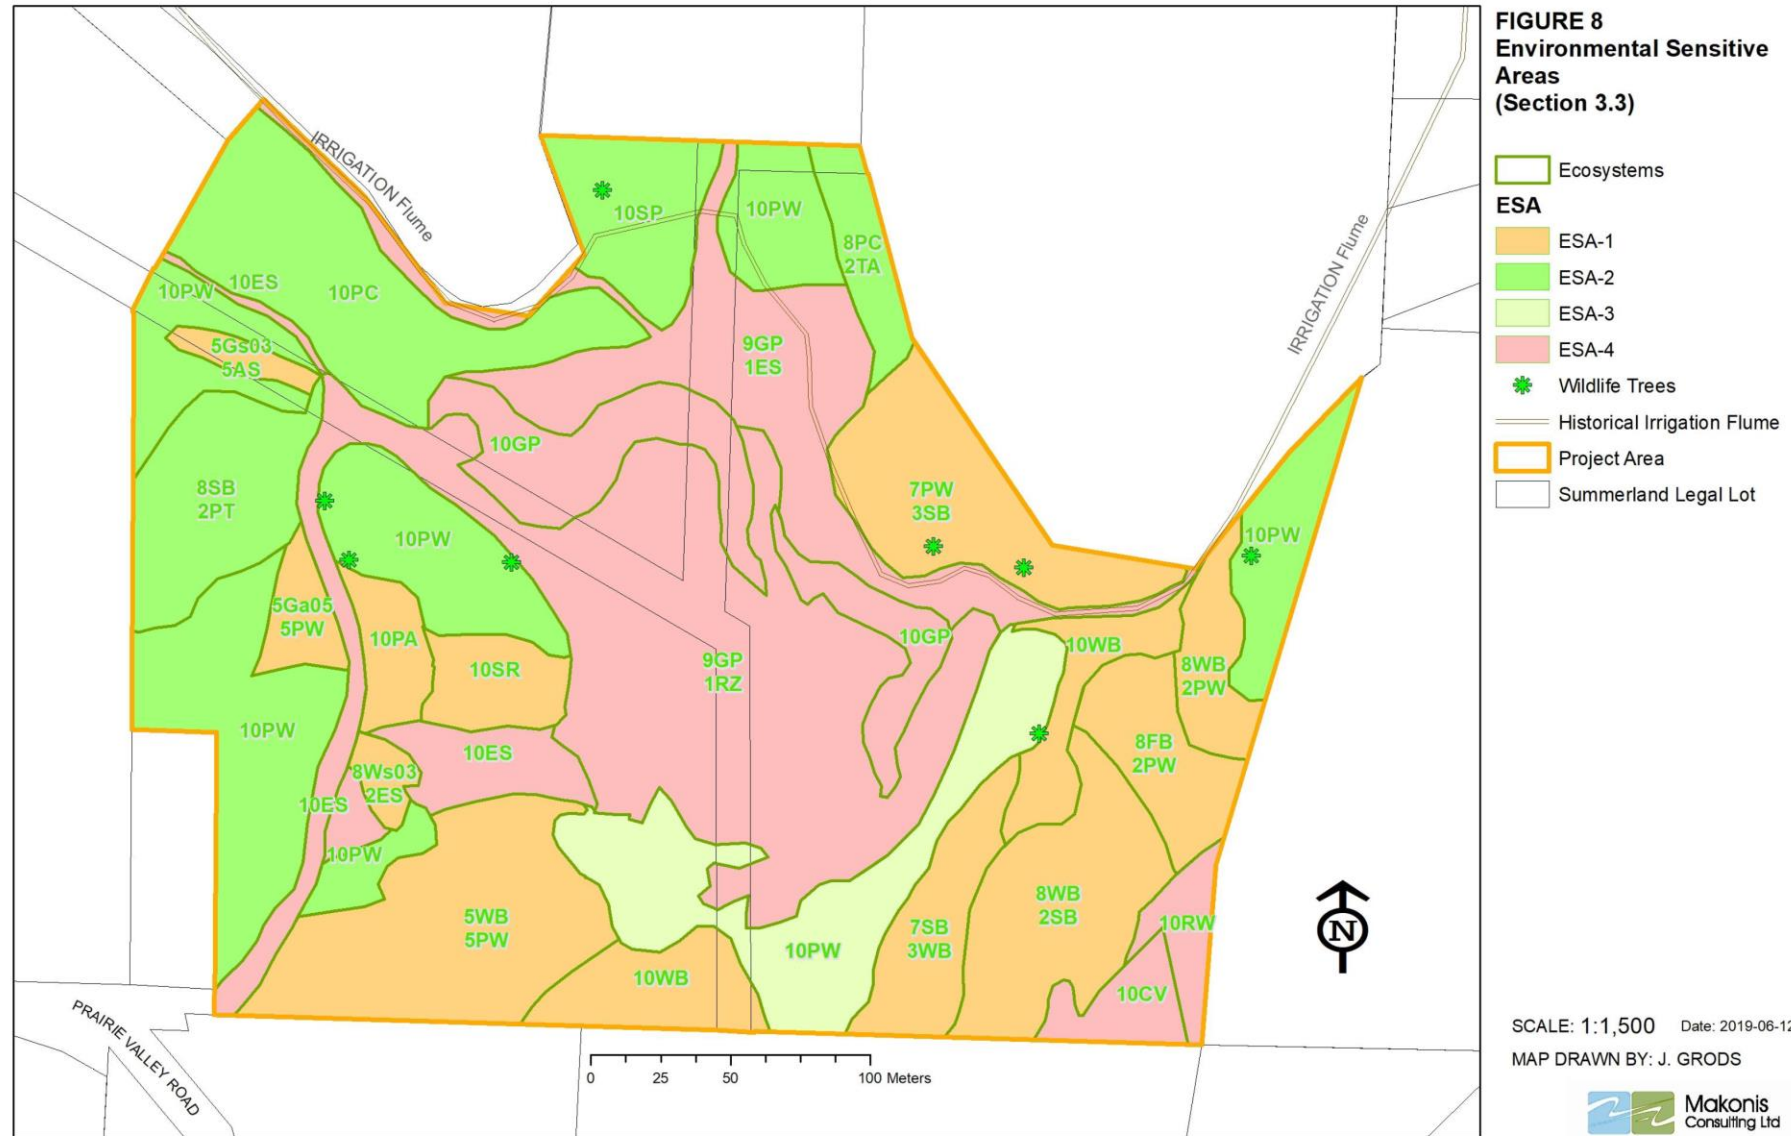 FIGURE 8
Environmental Sensitive
Areas
(Section 3.3)
Ecosystems
ESA
ESA-1
ESA-2
ESA-3
ESA-4
Wildlife Trees
Historical Irrigation Flume
Project Area
Summerland Legal Lot
IRRIGATION Flume
IRRIGATION Flume
10SP
10PW
8PC
2TA
10PW
10ES
10PC
5Gs03
5AS
9GP
1ES
10GP
8SB
2PT
10PW
7PW
3SB
10PW
5Ga05
5PW
10PA
10SR
9GP
1RZ
10GP
10WB
8WB
2PW
10PW
10ES
8Ws03
2ES
10ES
10PW
8FB
2PW
5WB
5PW
10WB
10PW
7SB
3WB
8WB
2SB
10RW
10CV
N
PRAIRIE VALLEY ROAD
0 25 50 100 Meters
SCALE: 1:1,500 Date: 2019-06-12
MAP DRAWN BY: J. GRODS
Makonis
Consulting Ltd